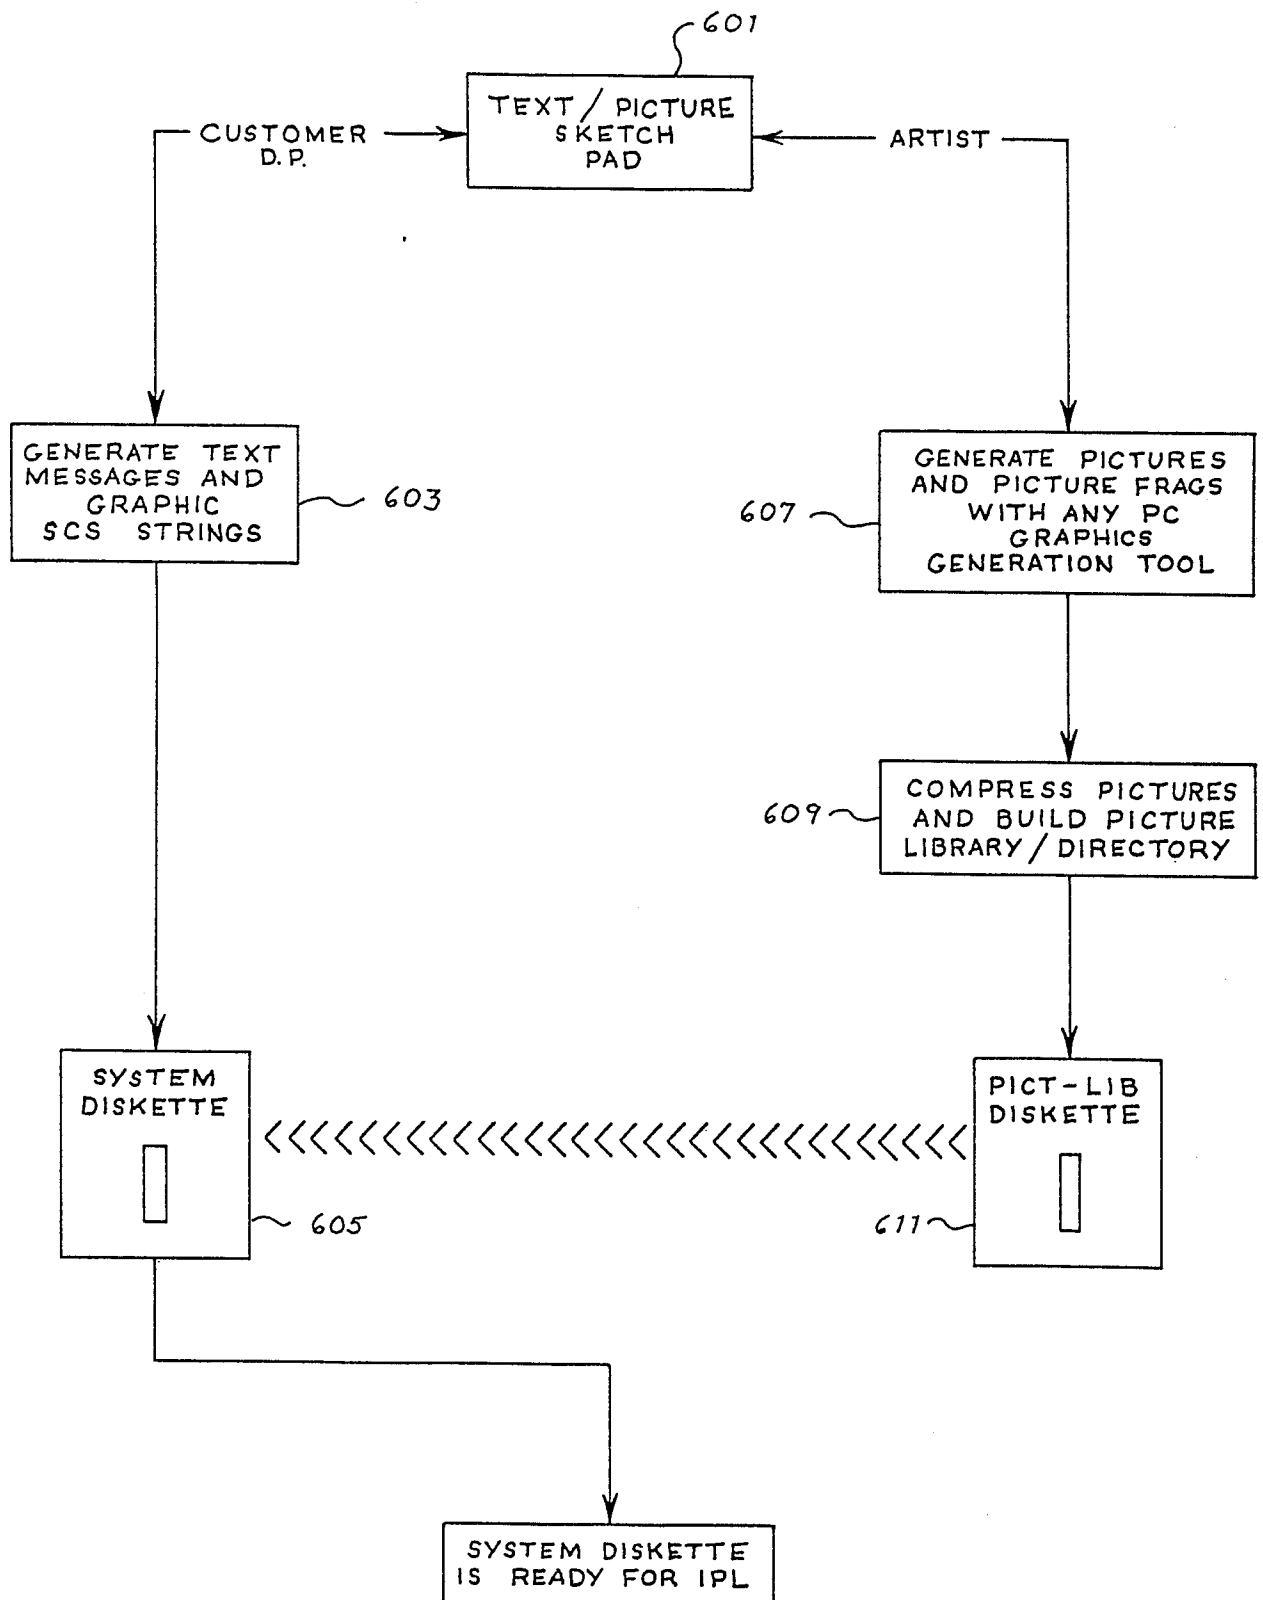 601
TEXT / PICTURE
SKETCH
PAD
CUSTOMER
D.P.
ARTIST
GENERATE TEXT
MESSAGES AND
GRAPHIC
SCS STRINGS
603
607
GENERATE PICTURES
AND PICTURE FRAGS
WITH ANY PC
GRAPHICS
GENERATION TOOL
609
COMPRESS PICTURES
AND BUILD PICTURE
LIBRARY / DIRECTORY
SYSTEM
DISKETTE
605
PICT-LIB
DISKETTE
611
SYSTEM DISKETTE
IS READY FOR IPL